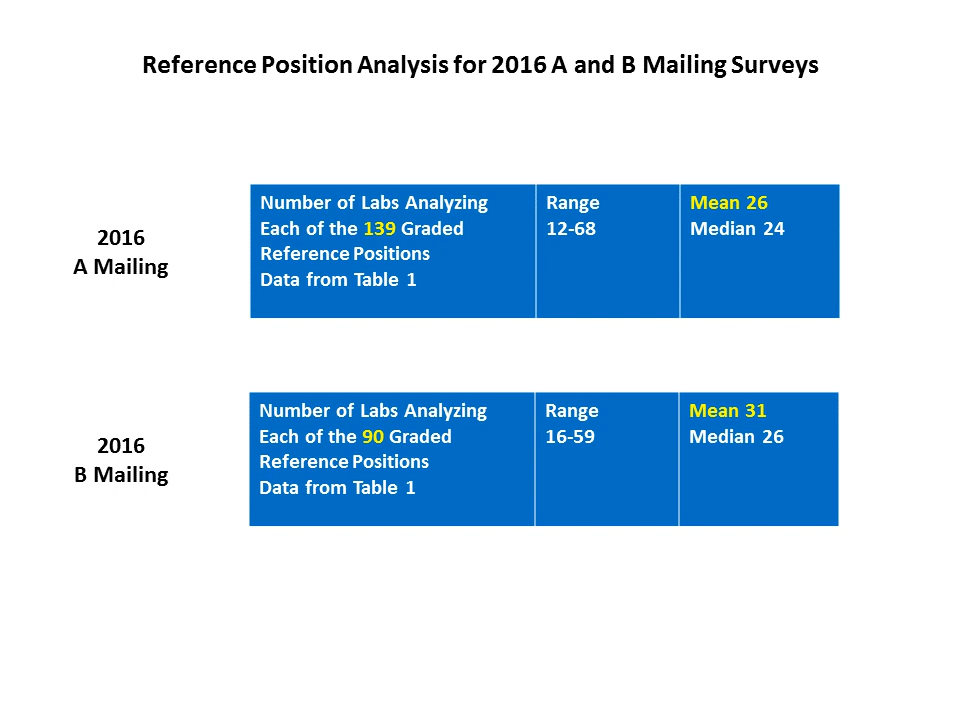 Reference Position Analysis for 2016 A and B Mailing Surveys
2016
A Mailing
Number of Labs Analyzing
Each of the 139 Graded
Reference Positions
Data from Table 1
Range
12-68
Mean 26
Median 24
2016
B Mailing
Number of Labs Analyzing
Each of the 90 Graded
Reference Positions
Data from Table 1
Range
16-59
Mean 31
Median 26